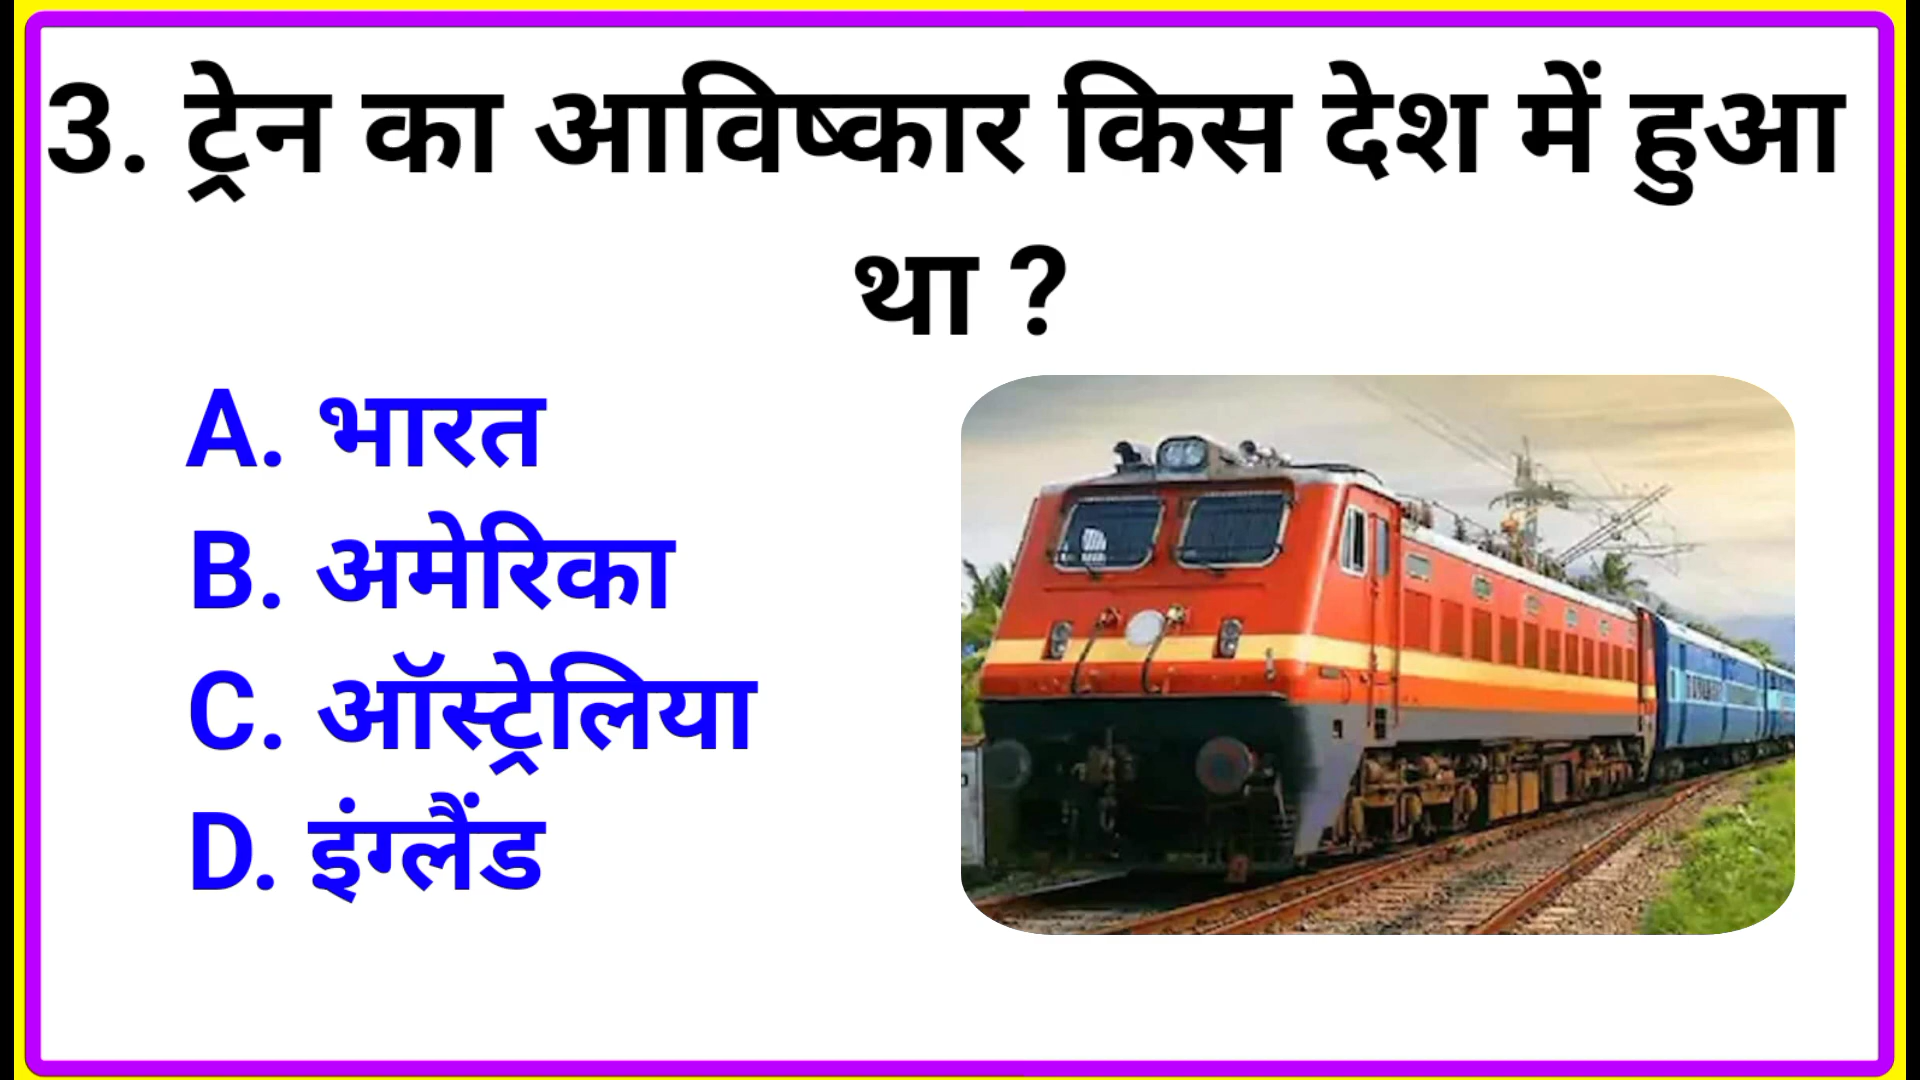 3. ट्रेन का आविष्कार किस देश में हुआ
था ?
A. भारत
B. अमेरिका
C. ऑस्ट्रेलिया
D. इंग्लैंड